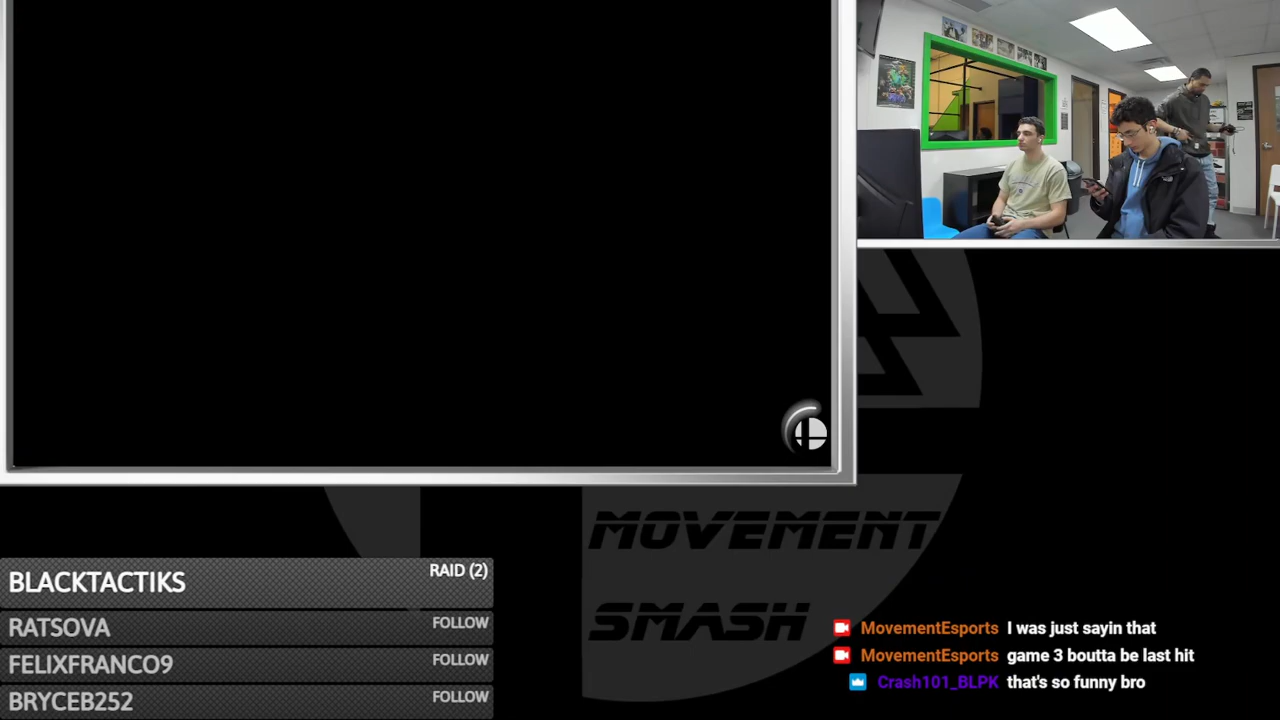 MOVEMENT
SMASH
BLACKTACTIKS RAID (2)
RATSOVA FOLLOW
FELIXFRANCO9 FOLLOW
BRYCEB252 FOLLOW
MovementEsports I was just sayin that
MovementEsports game 3 boutta be last hit
Crash101_BLPK that's so funny bro